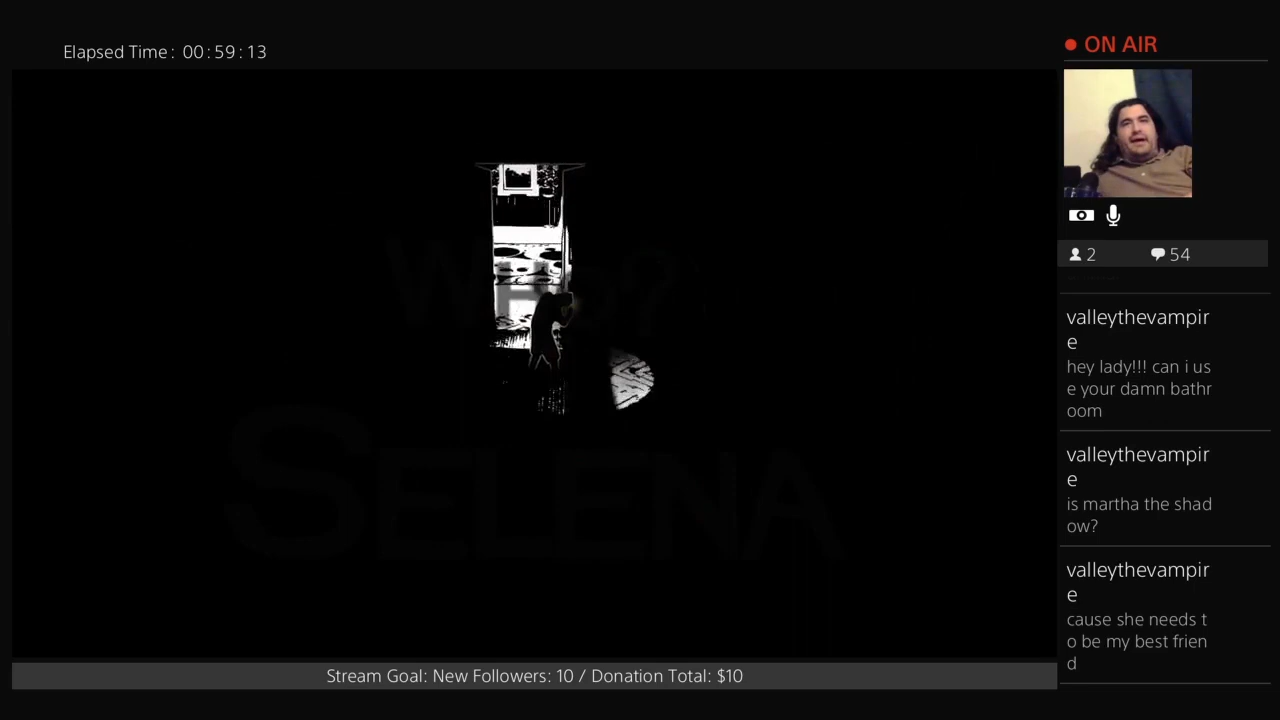 Elapsed Time: 00:59:13
ON AIR
2
54
valleythevampir
e
hey lady!!! can i us
e your damn bathr
oom
valleythevampir
e
is martha the shad
ow?
valleythevampir
e
cause she needs t
o be my best frien
d
Who?
SELENA
Stream Goal: New Followers: 10 / Donation Total: $10